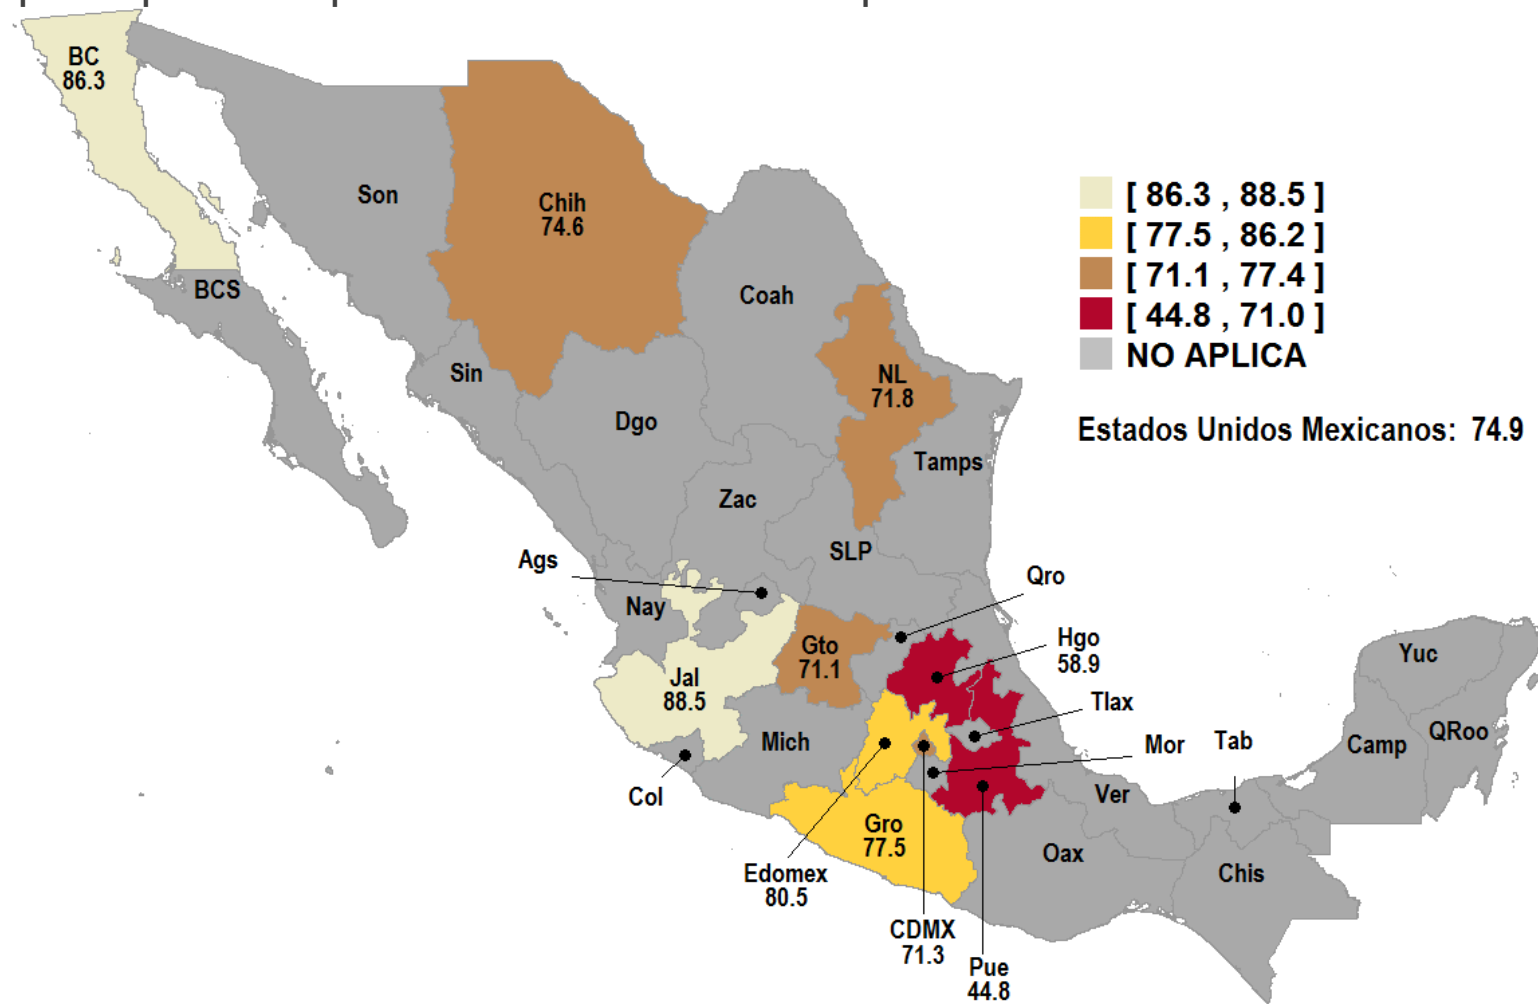 BC
86.3
Son
Chih
74.6
[ 86.3 , 88.5 ]
[ 77.5 , 86.2 ]
[ 71.1 , 77.4 ]
[ 44.8 , 71.0 ]
NO APLICA
Estados Unidos Mexicanos: 74.9
BCS
Coah
Sin
NL
71.8
Dgo
Tamps
Zac
SLP
Ags
Qro
Nay
Hgo
58.9
Gto
71.1
Yuc
Jal
88.5
Tlax
Mich
Mor
Tab
Camp
QRoo
Col
Ver
Gro
77.5
Oax
Chis
Edomex
80.5
CDMX
71.3
Pue
44.8